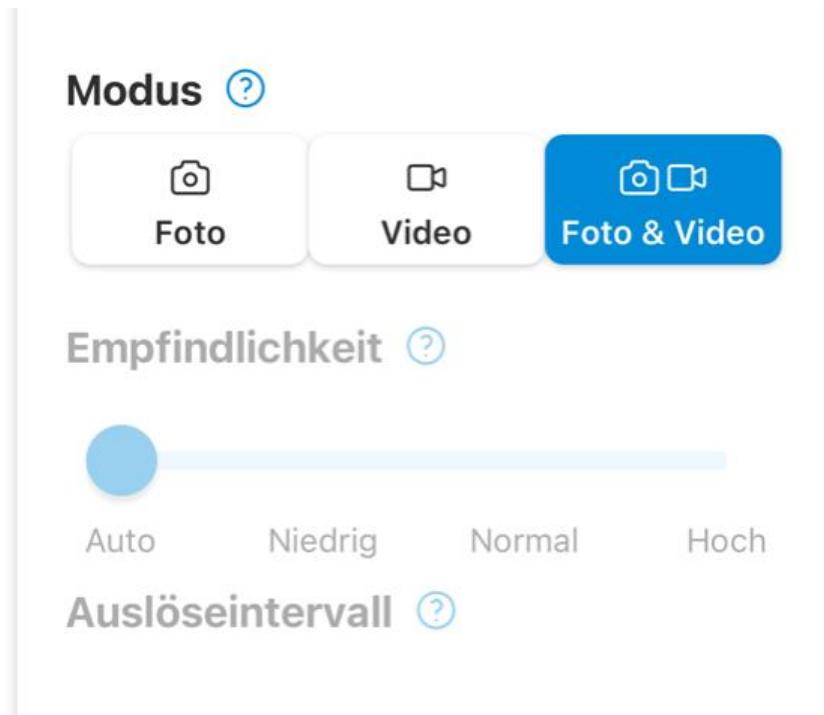 Modus ?
Foto Video Foto & Video
Empfindlichkeit ?
Auto Niedrig Normal Hoch
Auslöseintervall ?